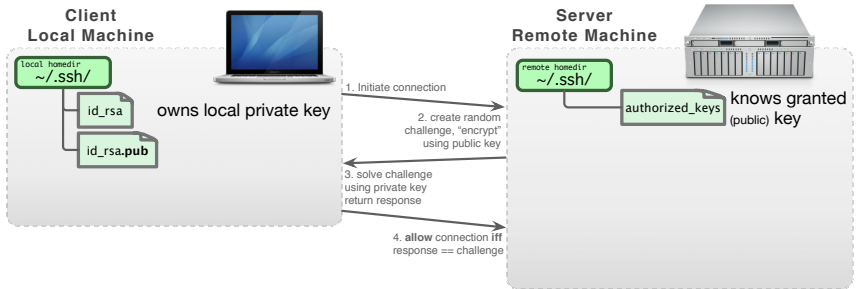 Client
Local Machine
local homedir
~/.ssh/
id_rsa
id_rsa.pub
owns local private key
1. Initiate connection
2. create random
challenge, “encrypt”
using public key
3. solve challenge
using private key
return response
4. allow connection iff
response == challenge
Server
Remote Machine
remote homedir
~/.ssh/
authorized_keys
knows granted
(public) key